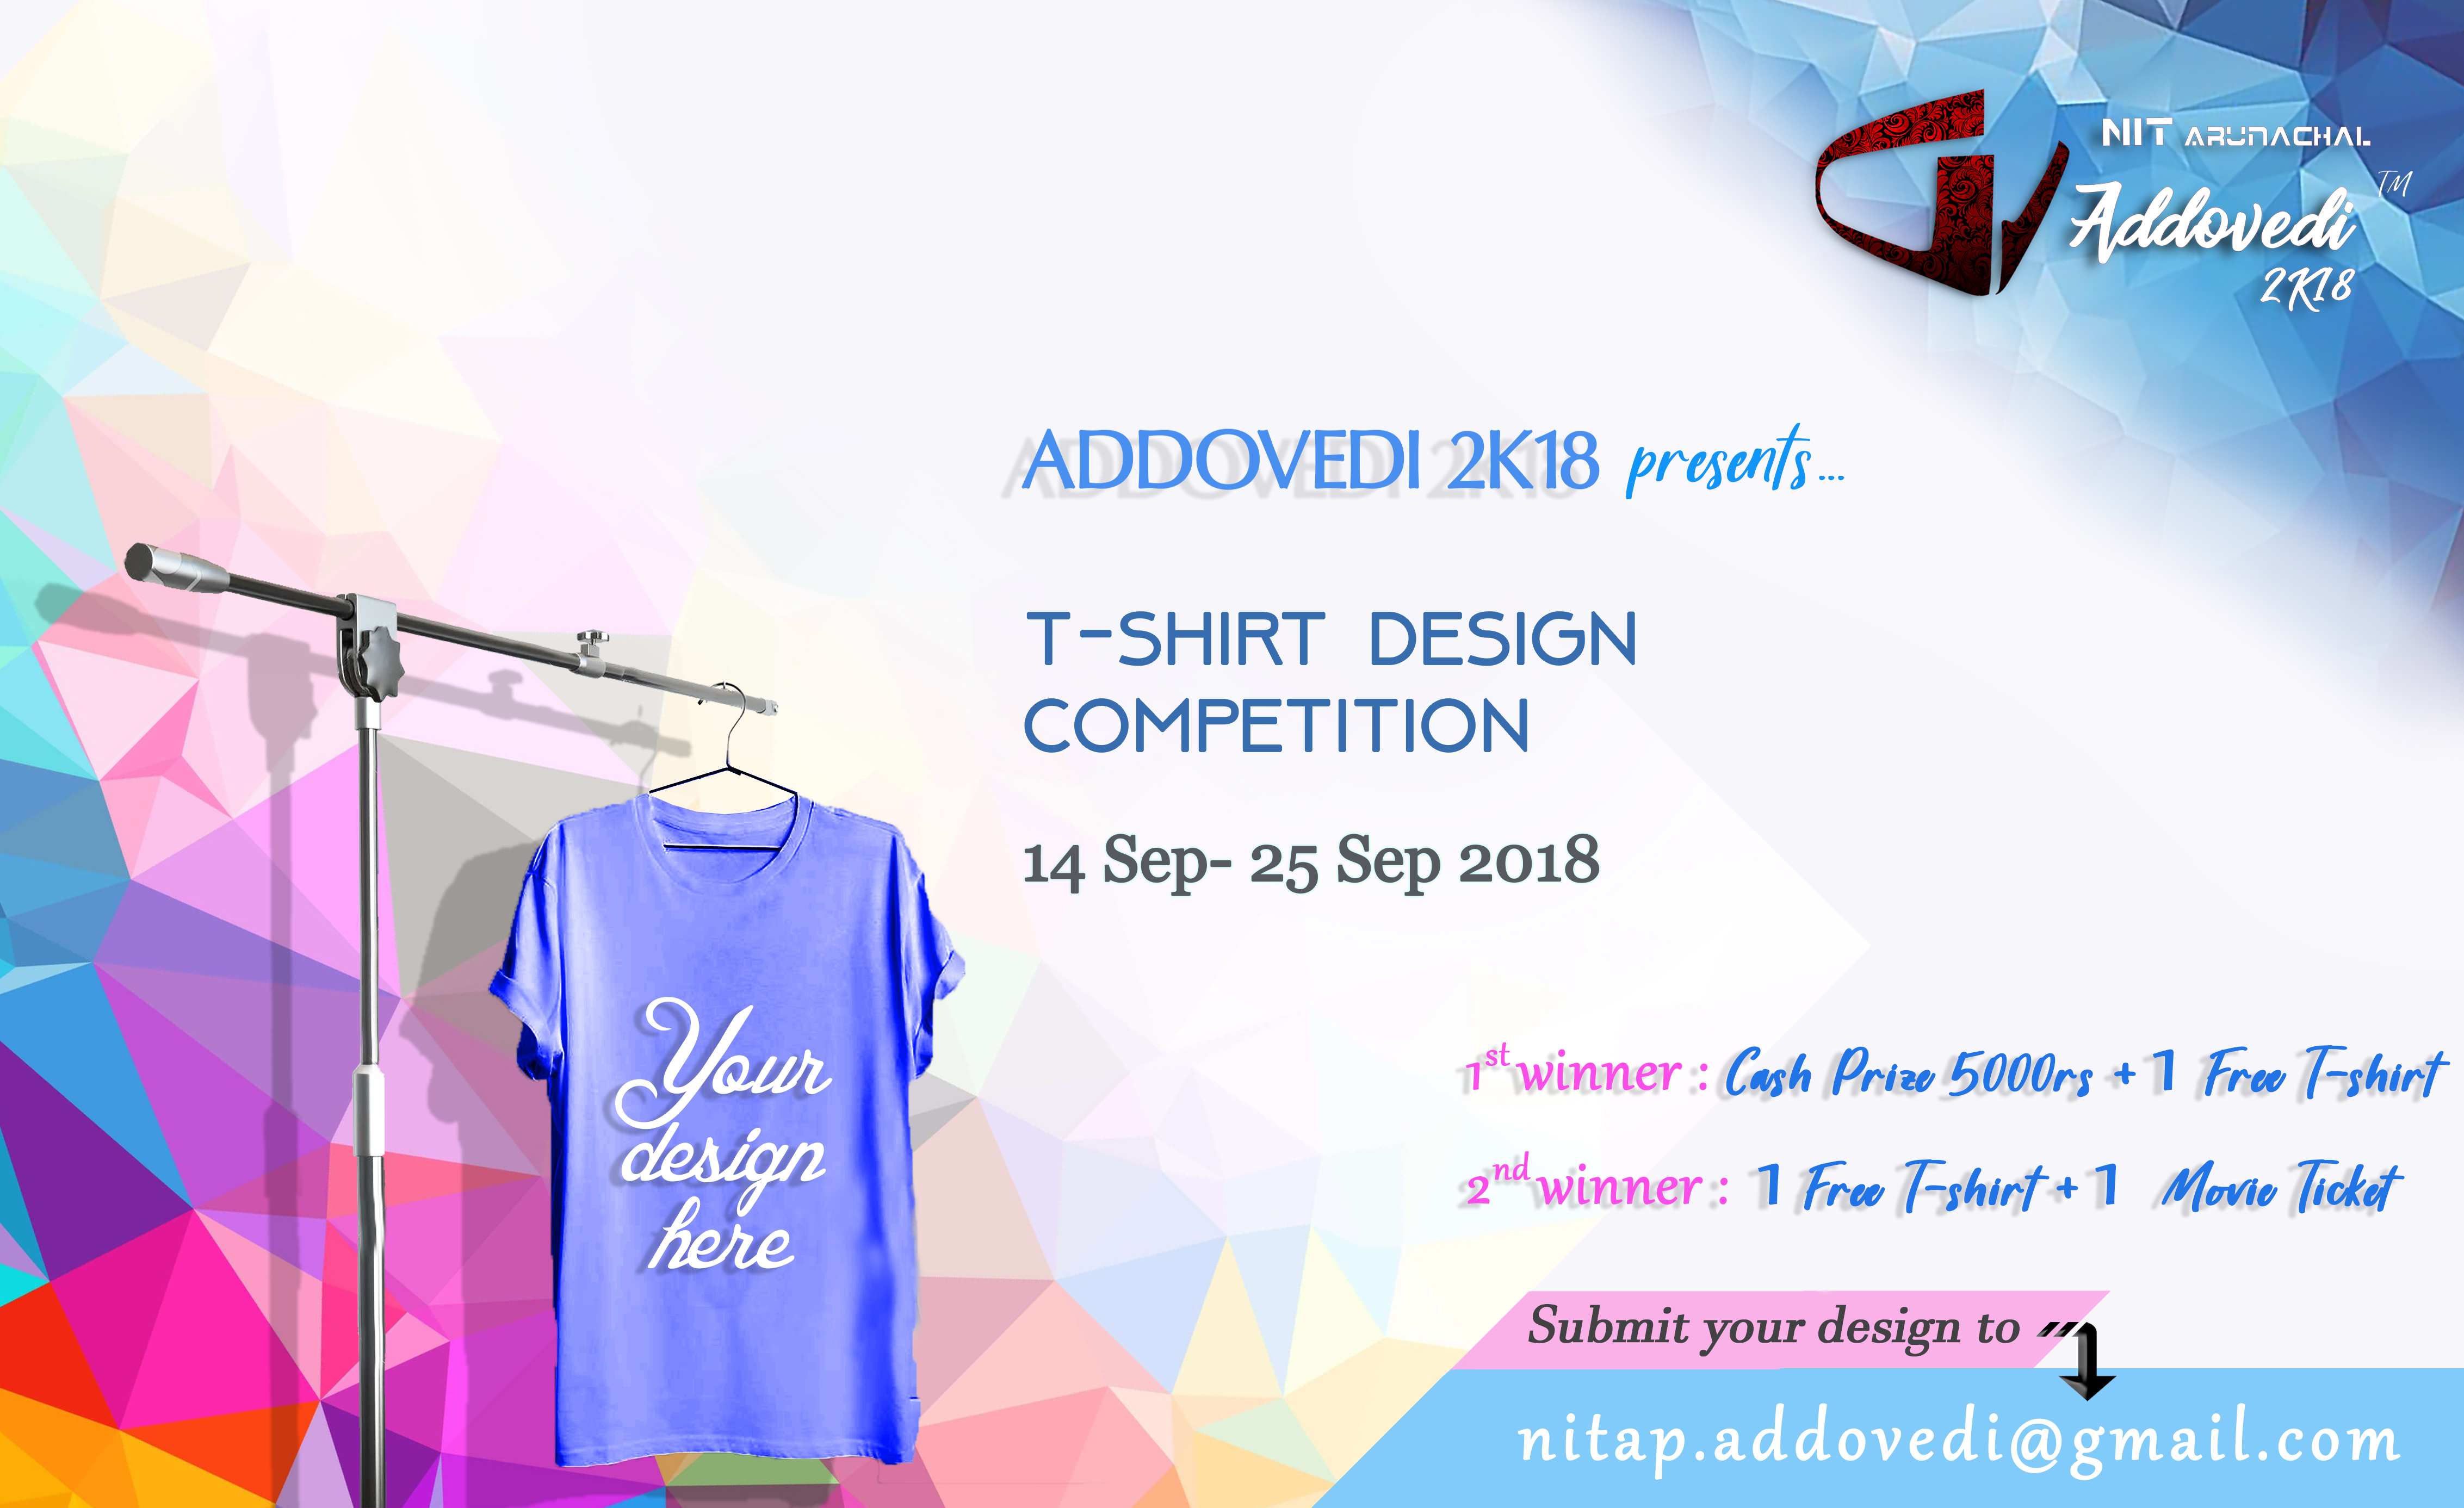 NIT ARUNACHAL
Addovedi TM
2K18
ADDOVEDI 2K18 presents...
T-SHIRT DESIGN
COMPETITION
14 Sep- 25 Sep 2018
Your
design
here
1st winner : Cash Prize 5000rs + 1 Free T-shirt
2nd winner : 1 Free T-shirt + 1 Movie Ticket
Submit your design to
nitap.addovedi@gmail.com